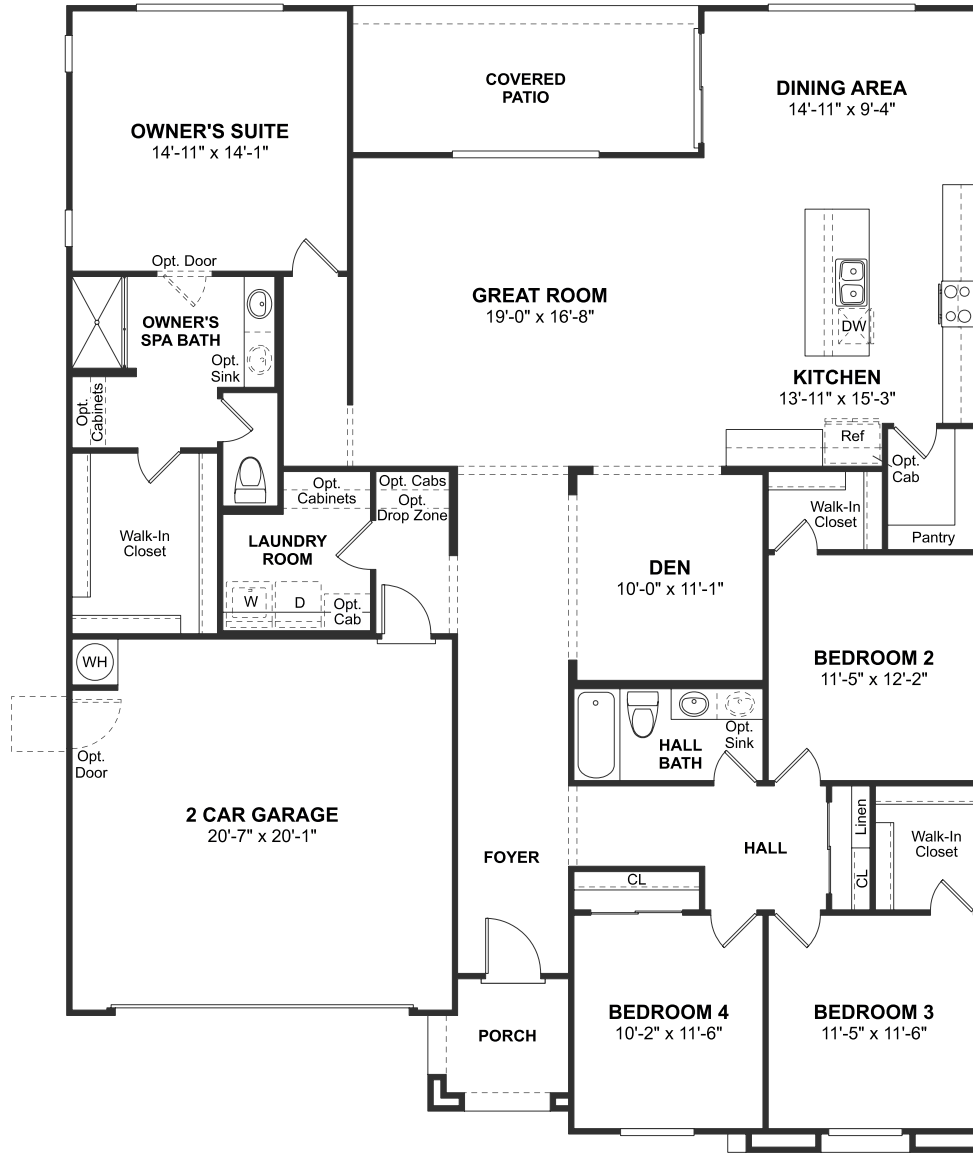 COVERED
PATIO
DINING AREA
14'-11" x 9'-4"
OWNER'S SUITE
14'-11" x 14'-1"
Opt. Door
OWNER'S
SPA BATH
Opt.
Sink
Opt.
Cabinets
GREAT ROOM
19'-0" x 16'-8"
DW
KITCHEN
13'-11" x 15'-3"
Ref
Opt.
Cab
Pantry
Walk-In
Closet
Opt.
Cabinets
Opt. Cabs
Opt.
Drop Zone
LAUNDRY
ROOM
W
D
Opt.
Cab
Walk-In
Closet
DEN
10'-0" x 11'-1"
WH
Opt.
Door
BEDROOM 2
11'-5" x 12'-2"
HALL
BATH
Opt.
Sink
2 CAR GARAGE
20'-7" x 20'-1"
FOYER
HALL
Linen
CL
Walk-In
Closet
CL
PORCH
BEDROOM 4
10'-2" x 11'-6"
BEDROOM 3
11'-5" x 11'-6"